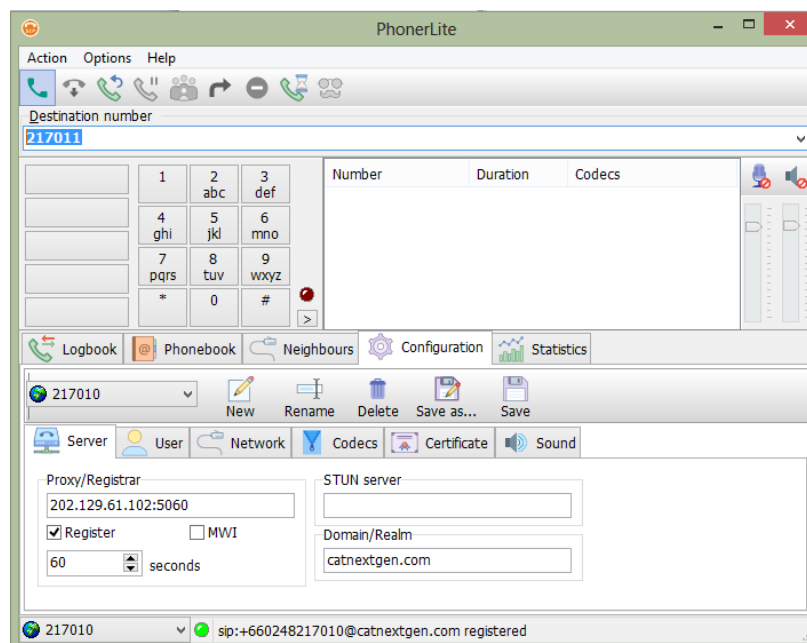 PhonerLite
Action Options Help
Destination number
217011
1 2 abc 3 def
4 ghi 5 jkl 6 mno
7 pqrs 8 tuv 9 wxyz
* 0 #
>
Number Duration Codecs
Logbook Phonebook Neighbours Configuration Statistics
217010 New Rename Delete Save as... Save
Server User Network Codecs Certificate Sound
Proxy/Registrar
202.129.61.102:5060
Register MWI
60 seconds
STUN server
Domain/Realm
catnextgen.com
217010 sip:+660248217010@catnextgen.com registered